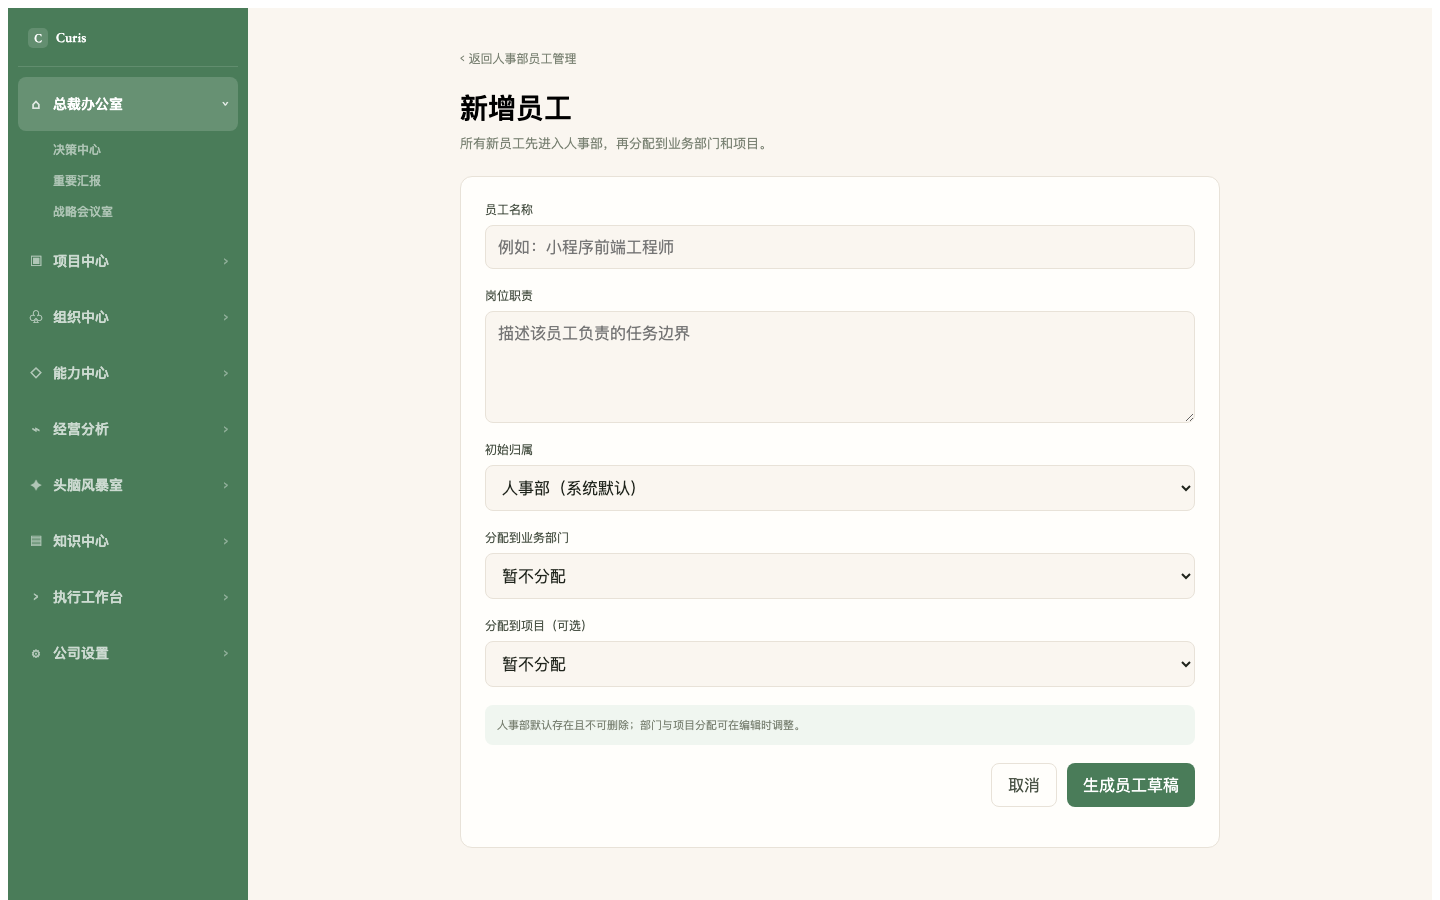 C Curis
总裁办公室
决策中心
重要汇报
战略会议室
项目中心
组织中心
能力中心
经营分析
头脑风暴室
知识中心
执行工作台
公司设置
‹ 返回人事部员工管理
新增员工
所有新员工先进入人事部，再分配到业务部门和项目。
员工名称
例如：小程序前端工程师
岗位职责
描述该员工负责的任务边界
初始归属
人事部（系统默认）
分配到业务部门
暂不分配
分配到项目（可选）
暂不分配
人事部默认存在且不可删除；部门与项目分配可在编辑时调整。
取消
生成员工草稿